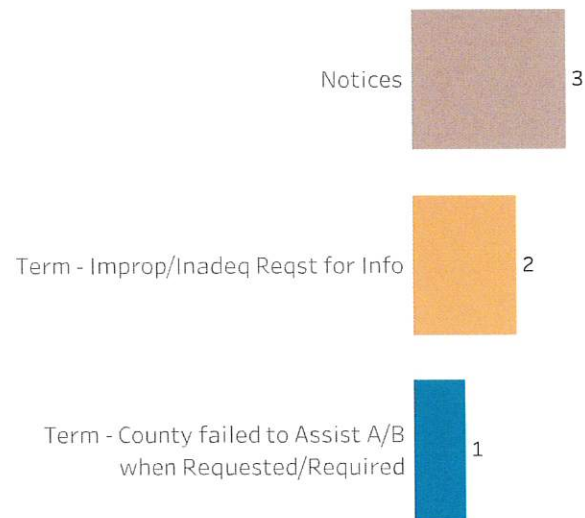 Notices
3
Term - Improp/Inadeq Reqst for Info
2
Term - County failed to Assist A/B
when Requested/Required
1